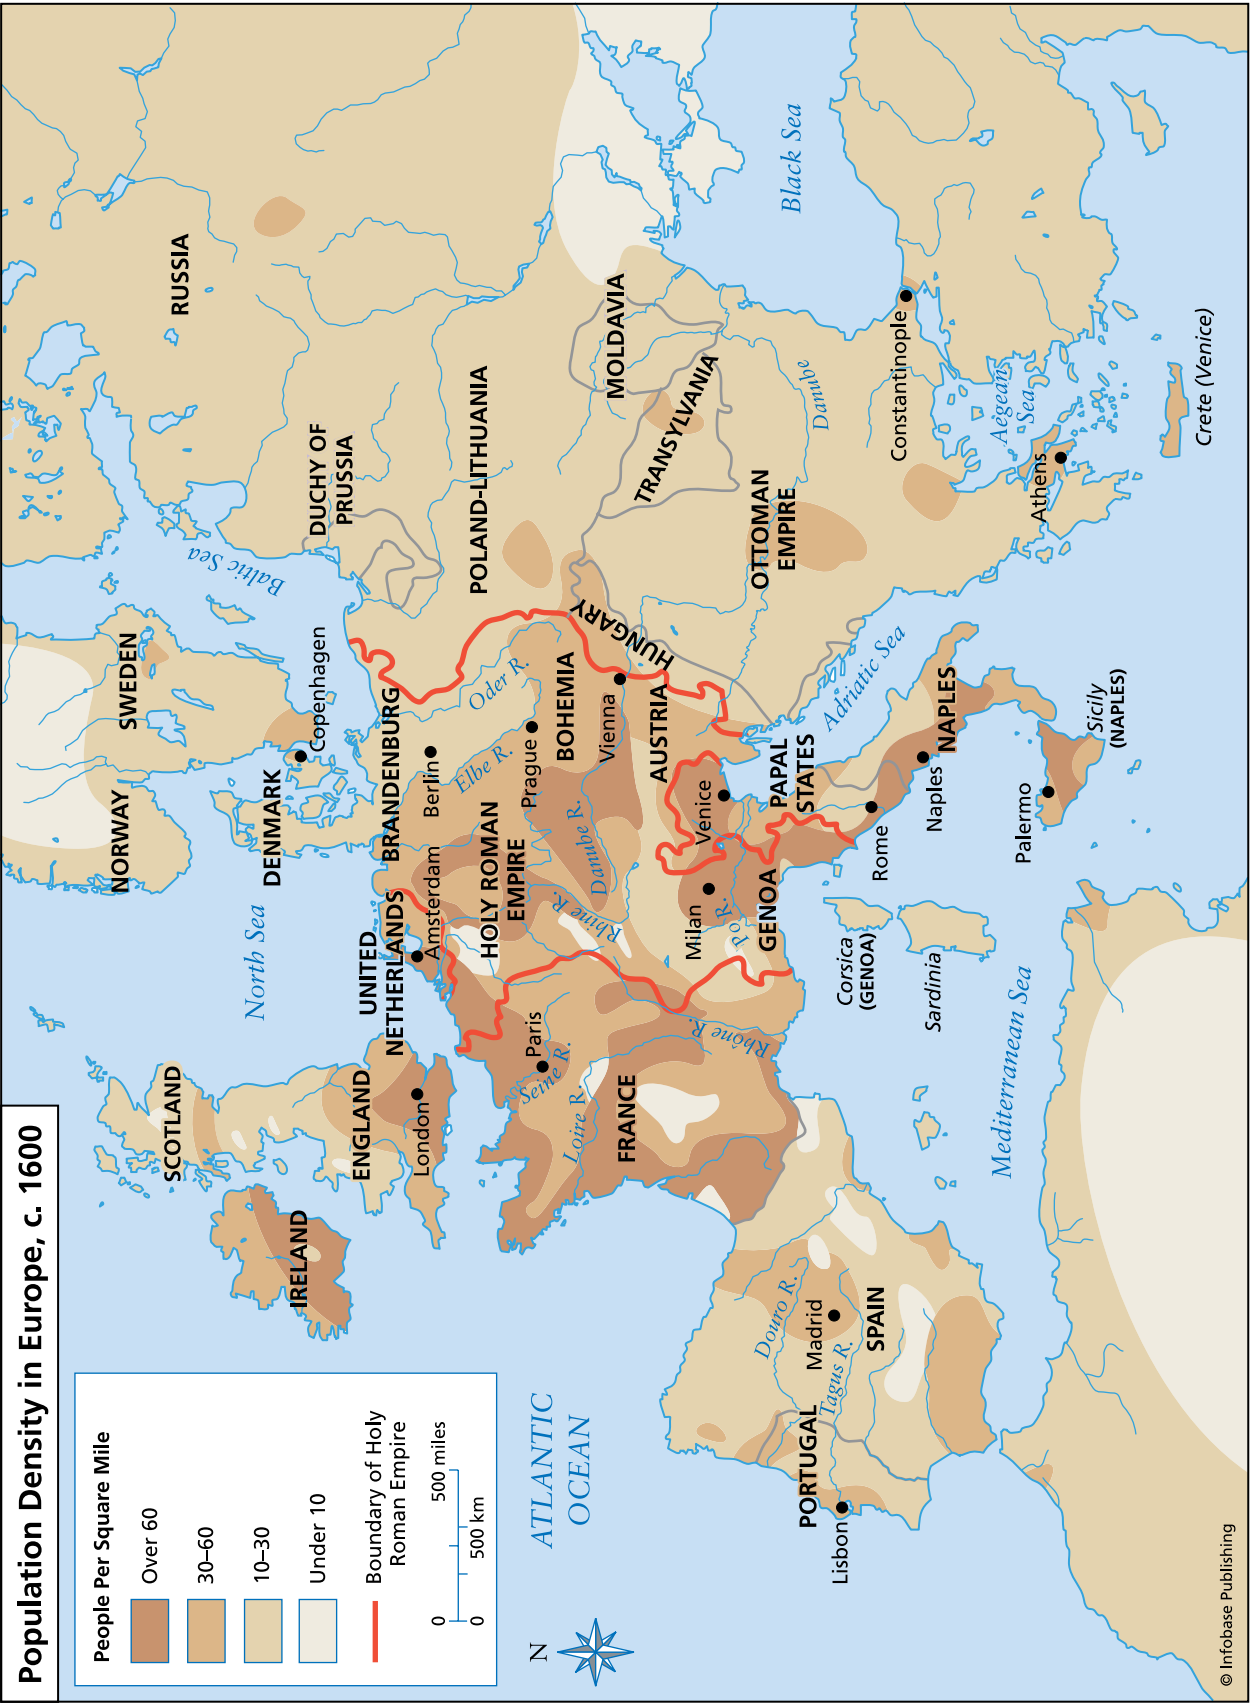 Population Density in Europe, c. 1600
People Per Square Mile
Over 60
30–60
10–30
Under 10
Boundary of Holy
Roman Empire
0
500 miles
0
500 km
N
ATLANTIC
OCEAN
North Sea
Baltic Sea
Black Sea
Mediterranean Sea
Adriatic Sea
Aegean
Sea
NORWAY
SWEDEN
RUSSIA
SCOTLAND
IRELAND
ENGLAND
London
DENMARK
Copenhagen
DUCHY OF
PRUSSIA
UNITED
NETHERLANDS
Amsterdam
BRANDENBURG
Berlin
POLAND-LITHUANIA
HOLY ROMAN
EMPIRE
Elbe R.
Oder R.
Prague
BOHEMIA
Paris
Seine R.
Loire R.
FRANCE
Rhône R.
Rhine R.
Danube R.
Vienna
AUSTRIA
HUNGARY
MOLDAVIA
TRANSYLVANIA
Danube
OTTOMAN
EMPIRE
Constantinople
Athens
Crete (Venice)
Milan
Venice
Po R.
GENOA
PAPAL
STATES
Rome
Naples
NAPLES
Palermo
Sicily
(NAPLES)
Corsica
(GENOA)
Sardinia
Douro R.
Madrid
Tagus R.
SPAIN
PORTUGAL
Lisbon
© Infobase Publishing